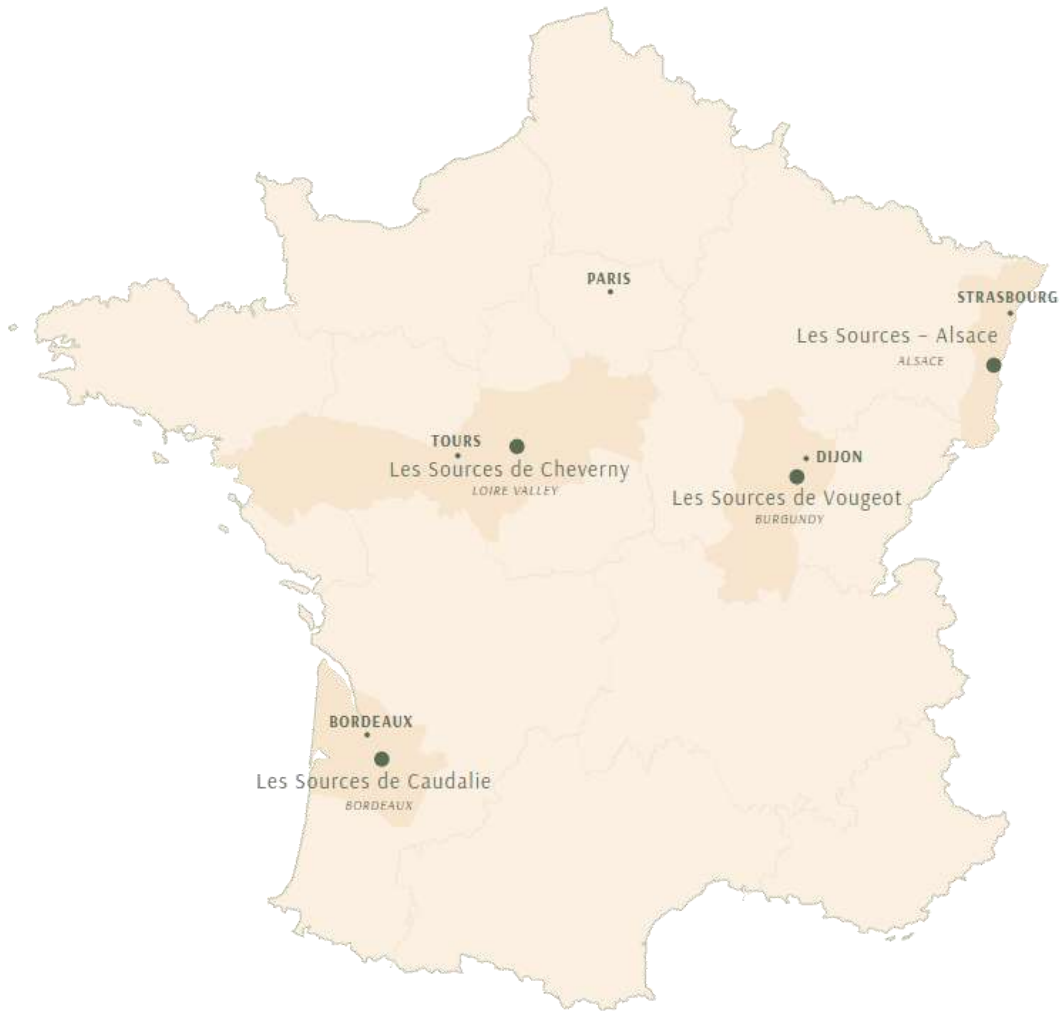 PARIS
STRASBOURG
Les Sources – Alsace
ALSACE
TOURS
Les Sources de Cheverny
LOIRE VALLEY
DIJON
Les Sources de Vougeot
BURGUNDY
BORDEAUX
Les Sources de Caudalie
BORDEAUX